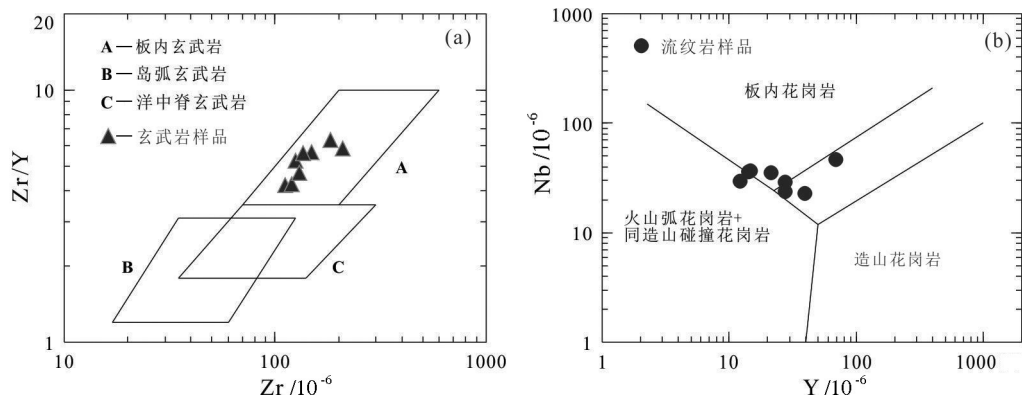 20
10
1
Zr/Y
10
100
1000
Zr /10⁻⁶
(a)
A—板内玄武岩
B—岛弧玄武岩
C—洋中脊玄武岩
▲—玄武岩样品
A
B
C
1000
100
10
1
Nb /10⁻⁶
1
10
100
1000
Y /10⁻⁶
(b)
流纹岩样品
板内花岗岩
火山弧花岗岩+
同造山碰撞花岗岩
造山花岗岩